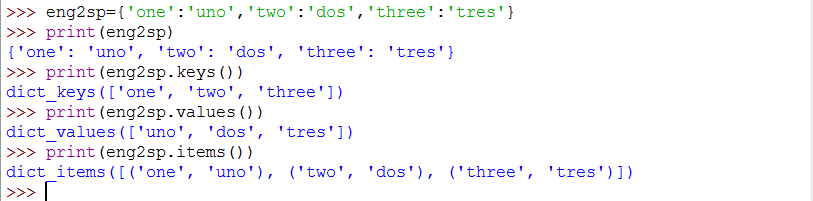 >>> eng2sp={'one':'uno','two':'dos','three':'tres'}
>>> print(eng2sp)
{'one': 'uno', 'two': 'dos', 'three': 'tres'}
>>> print(eng2sp.keys())
dict_keys(['one', 'two', 'three'])
>>> print(eng2sp.values())
dict_values(['uno', 'dos', 'tres'])
>>> print(eng2sp.items())
dict_items([('one', 'uno'), ('two', 'dos'), ('three', 'tres')])
>>>